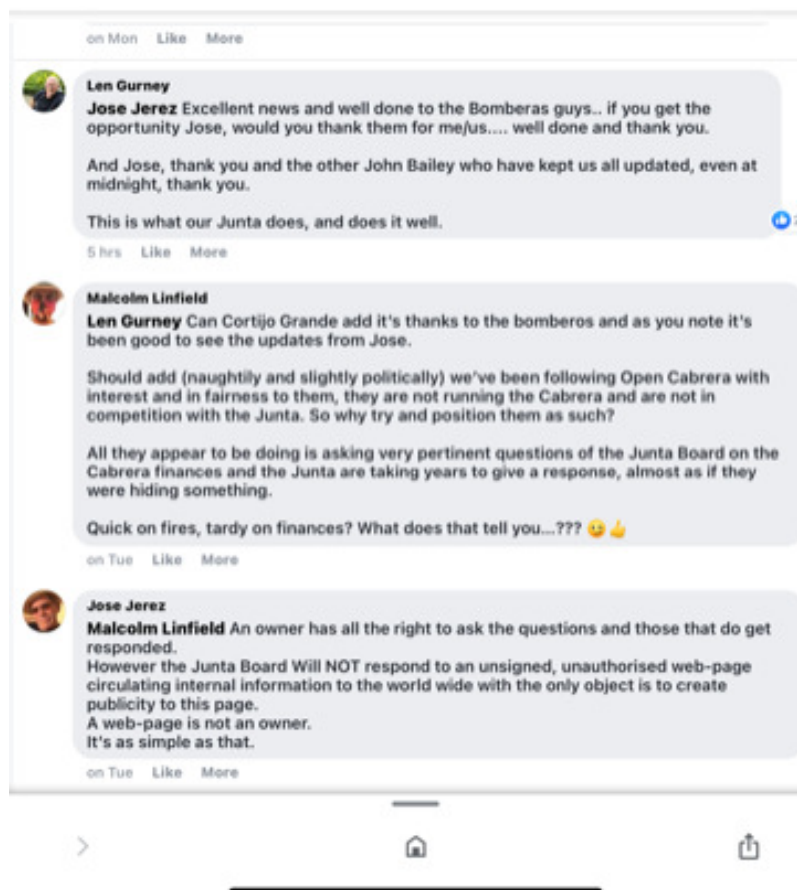 on Mon Like More
Len Gurney
Jose Jerez Excellent news and well done to the Bomberas guys.. if you get the
opportunity Jose, would you thank them for me/us.... well done and thank you.
And Jose, thank you and the other John Bailey who have kept us all updated, even at
midnight, thank you.
This is what our Junta does, and does it well.
5 hrs Like More
Malcolm Linfield
Len Gurney Can Cortijo Grande add it's thanks to the bomberos and as you note it's
been good to see the updates from Jose.
Should add (naughtily and slightly politically) we've been following Open Cabrera with
interest and in fairness to them, they are not running the Cabrera and are not in
competition with the Junta. So why try and position them as such?
All they appear to be doing is asking very pertinent questions of the Junta Board on the
Cabrera finances and the Junta are taking years to give a response, almost as if they
were hiding something.
Quick on fires, tardy on finances? What does that tell you...??? 😉👍
on Tue Like More
Jose Jerez
Malcolm Linfield An owner has all the right to ask the questions and those that do get
responded.
However the Junta Board Will NOT respond to an unsigned, unauthorised web-page
circulating internal information to the world wide with the only object is to create
publicity to this page.
A web-page is not an owner.
It's as simple as that.
on Tue Like More